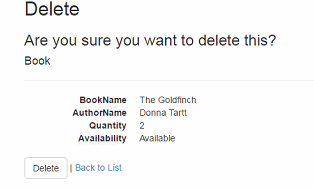 Delete
Are you sure you want to delete this?
Book
BookName The Goldfinch
AuthorName Donna Tartt
Quantity 2
Availability Available
Delete | Back to List